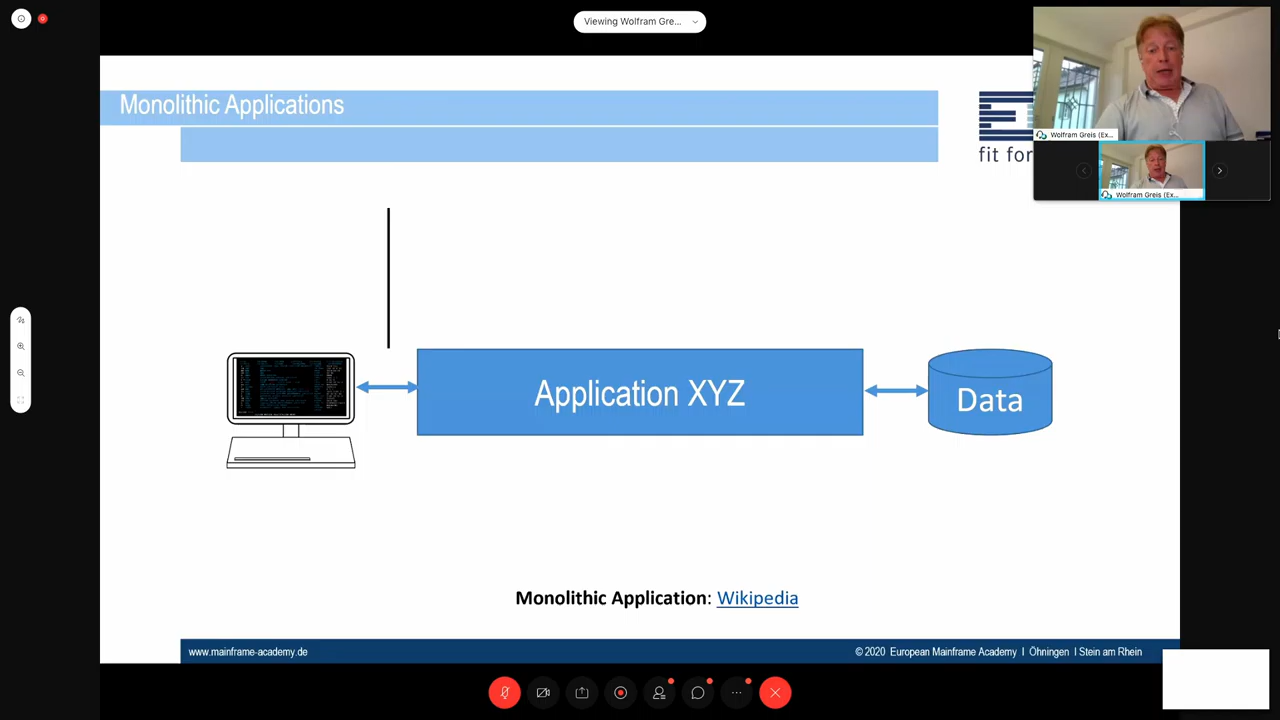 Viewing Wolfram Gre...
Monolithic Applications
fit for
Wolfram Greis (Ex...
Wolfram Greis (Ex...
Application XYZ
Data
Monolithic Application: Wikipedia
www.mainframe-academy.de
© 2020 European Mainframe Academy I Öhningen I Stein am Rhein